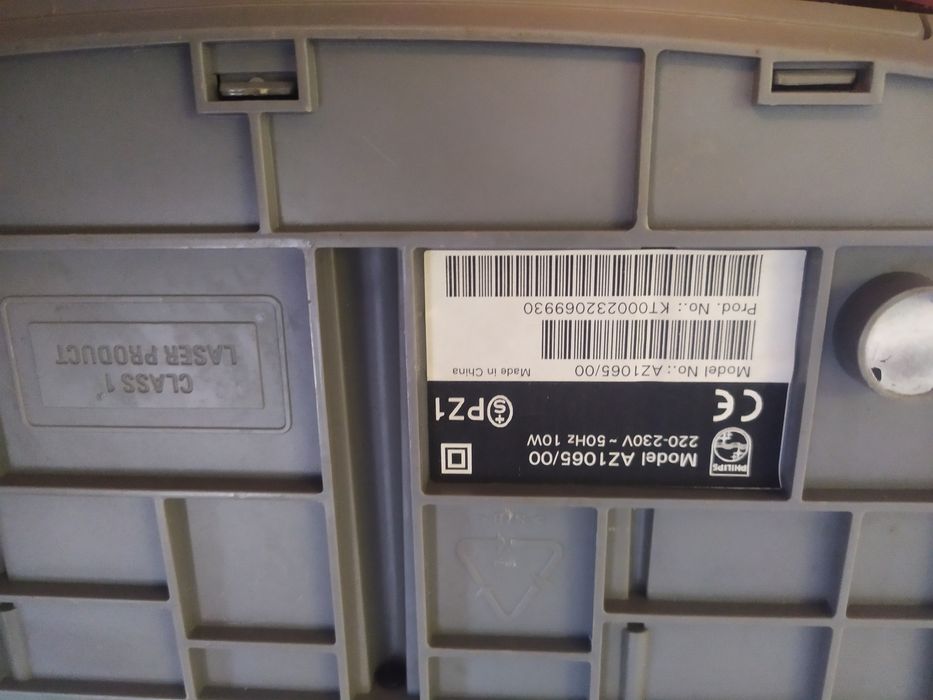 PHILIPS
Model AZ1065/00
220-230V ~ 50Hz 10W
CE
S PZ1
Model No.: AZ1065/00
Made in China
Prod. No.: KT000232069930
CLASS 1
LASER PRODUCT